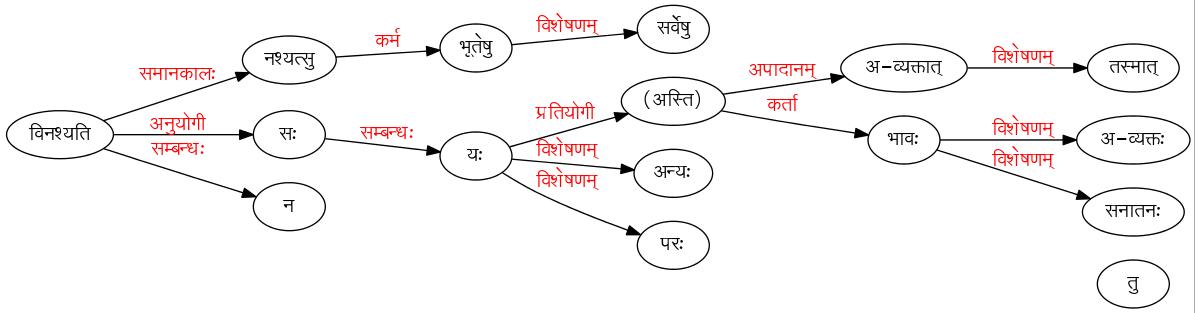 सर्वेषु
विशेषणम्
कर्म
भूतेषु
नश्यत्सु
समानकालः
विशेषणम्
अ-व्यक्तात्
तस्मात्
अपादानम्
(अस्ति)
कर्ता
प्रतियोगी
विनश्यति
अनुयोगी
सः
सम्बन्धः
सम्बन्धः
यः
विशेषणम्
विशेषणम्
अन्यः
भावः
विशेषणम्
विशेषणम्
अ-व्यक्तः
न
परः
सनातनः
तु